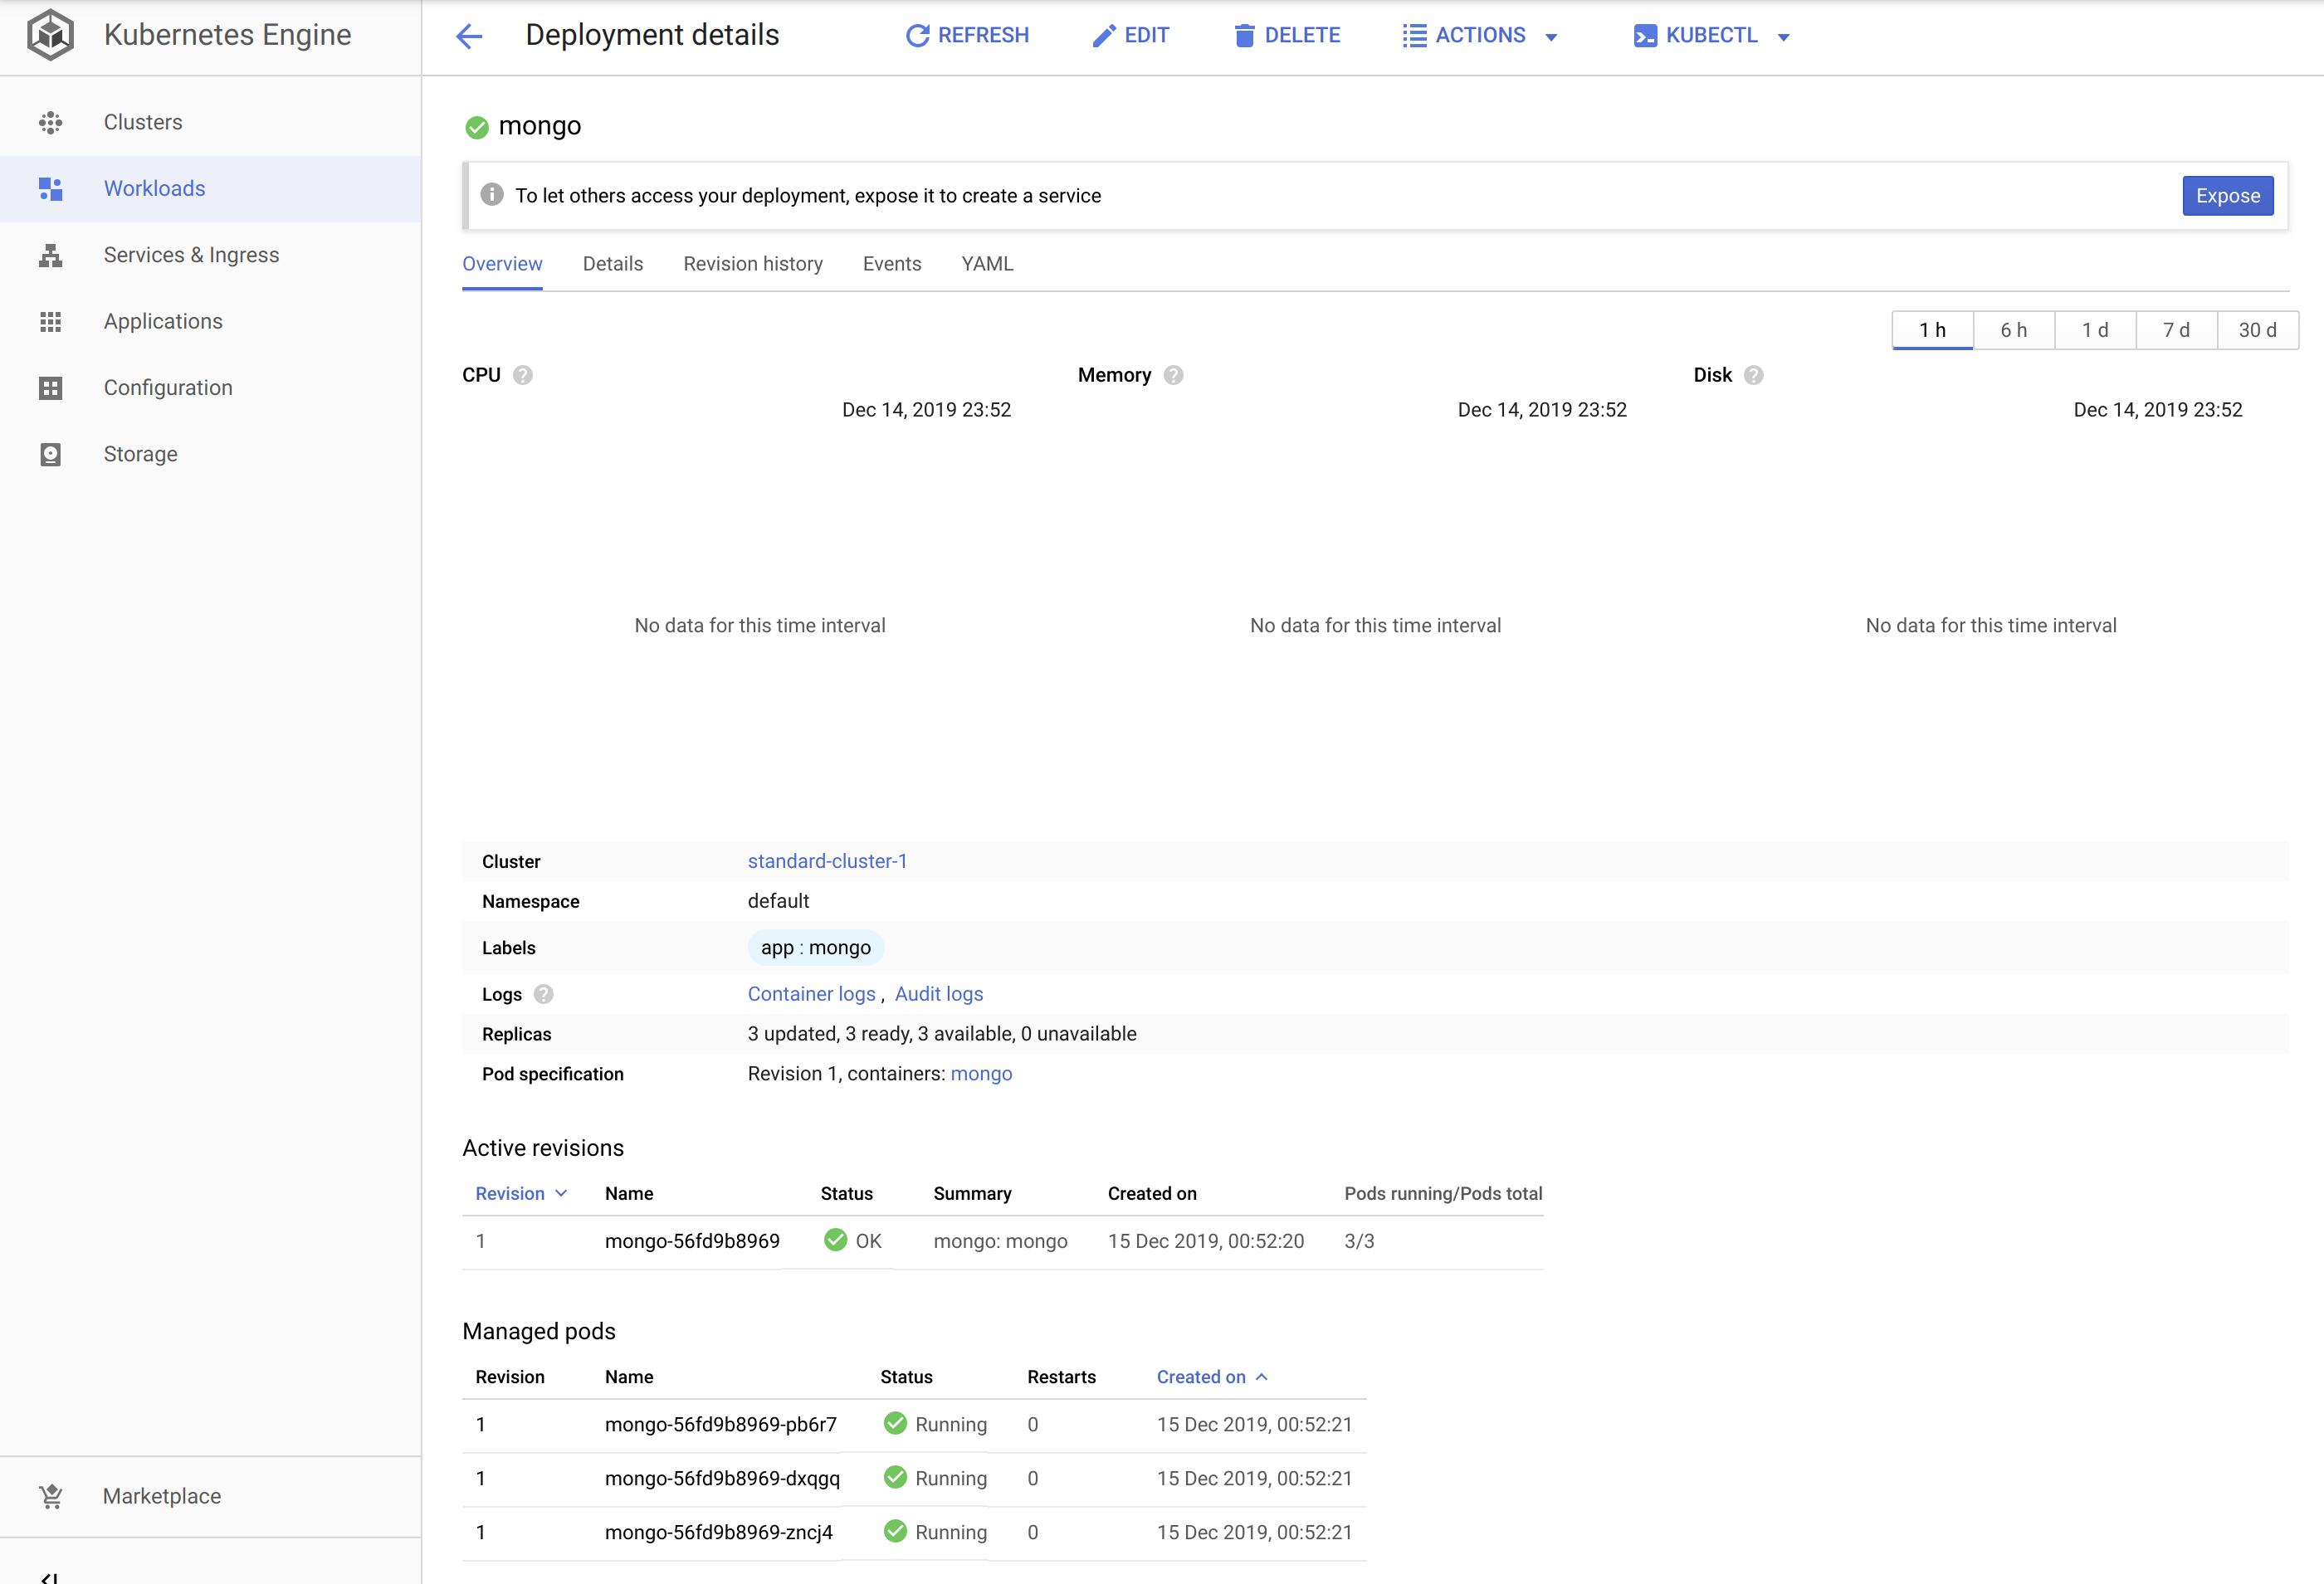 Kubernetes Engine
Clusters
Workloads
Services & Ingress
Applications
Configuration
Storage
Marketplace
Deployment details
REFRESH
EDIT
DELETE
ACTIONS
KUBECTL
mongo
To let others access your deployment, expose it to create a service
Expose
Overview Details Revision history Events YAML
1 h 6 h 1 d 7 d 30 d
CPU
Dec 14, 2019 23:52
No data for this time interval
Memory
Dec 14, 2019 23:52
No data for this time interval
Disk
Dec 14, 2019 23:52
No data for this time interval
Cluster standard-cluster-1
Namespace default
Labels app : mongo
Logs Container logs , Audit logs
Replicas 3 updated, 3 ready, 3 available, 0 unavailable
Pod specification Revision 1, containers: mongo
Active revisions
Revision Name Status Summary Created on Pods running/Pods total
1 mongo-56fd9b8969 OK mongo: mongo 15 Dec 2019, 00:52:20 3/3
Managed pods
Revision Name Status Restarts Created on
1 mongo-56fd9b8969-pb6r7 Running 0 15 Dec 2019, 00:52:21
1 mongo-56fd9b8969-dxqgq Running 0 15 Dec 2019, 00:52:21
1 mongo-56fd9b8969-zncj4 Running 0 15 Dec 2019, 00:52:21